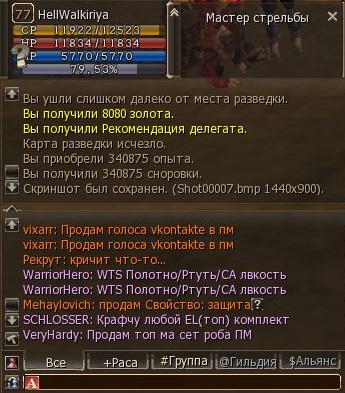 77 HellWalkiriya
CP 11922/12523
HP 11834/11834
MP 5770/5770
79, 53%
Мастер стрельбы
Вы ушли слишком далеко от места разведки.
Вы получили 8080 золота.
Вы получили Рекомендация делегата.
Карта разведки исчезло.
Вы приобрели 340875 опыта.
Вы получили 340875 сноровки.
Скриншот был сохранен. (Shot00007.bmp 1440x900).
vixarr: Продам голоса vkontakte в пм
vixarr: Продам голоса vkontakte в пм
Рекрут: кричит что-то...
WarriorHero: WTS Полотно/Ртуть/СА лвкость
WarriorHero: WTS Полотно/Ртуть/СА лвкость
Mehaylovich: продам Свойство: защита?
SCHLOSSER: Крафчу любой EL(топ) комплект
VeryHardy: Продам топ ма сет роба ПМ
Все +Раса #Группа @Гильдия $Альянс
A